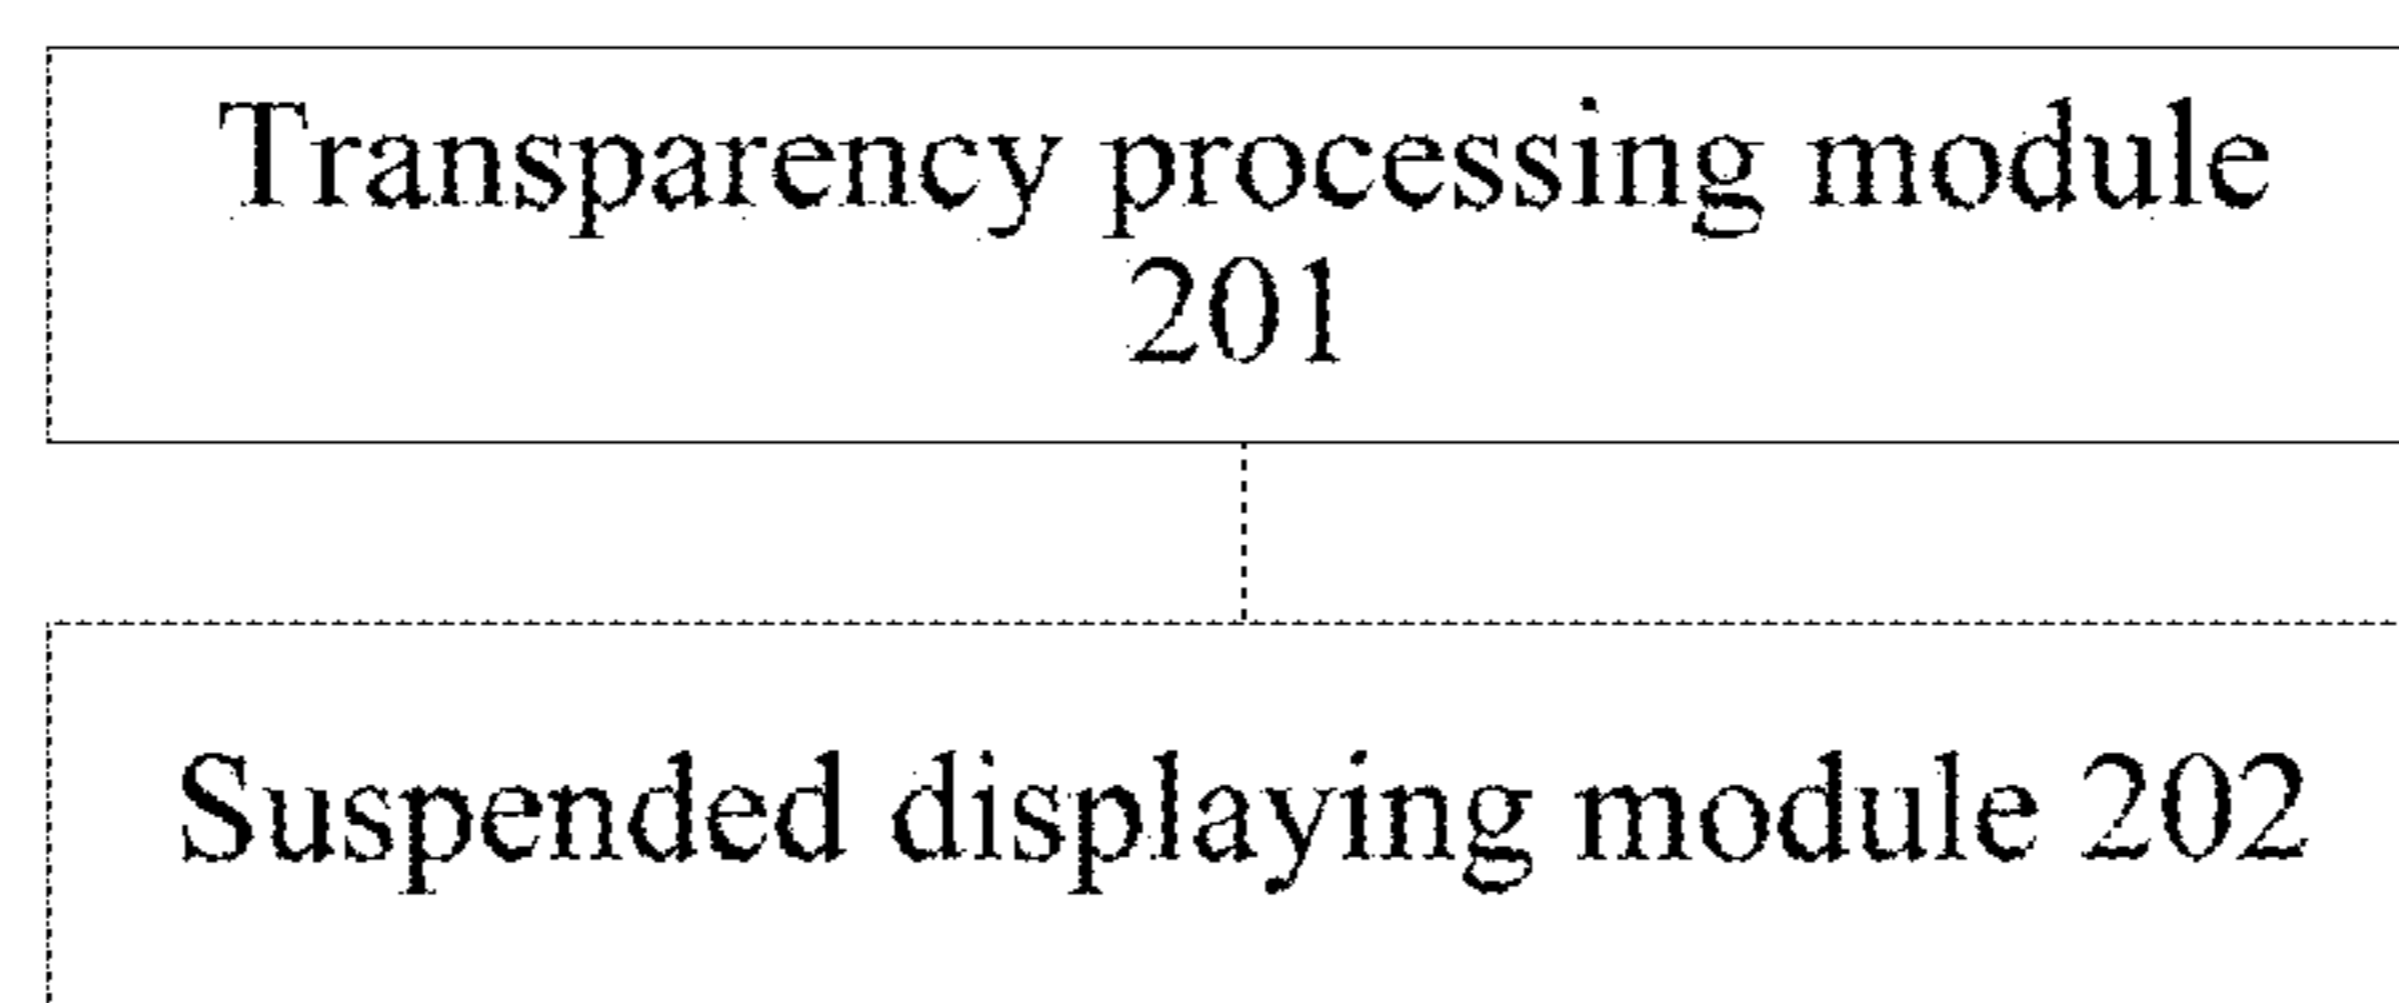 Transparency processing module
201
Suspended displaying module 202